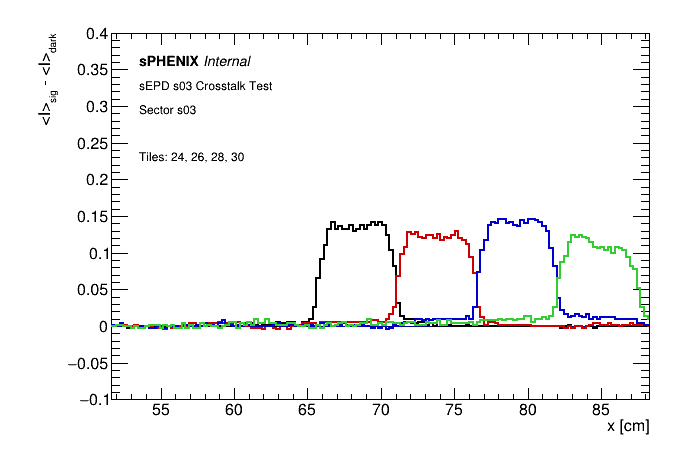 <I>sig - <I>dark
0.4
0.35
0.3
0.25
0.2
0.15
0.1
0.05
0
−0.05
−0.1
sPHENIX Internal
sEPD s03 Crosstalk Test
Sector s03
Tiles: 24, 26, 28, 30
55 60 65 70 75 80 85
x [cm]